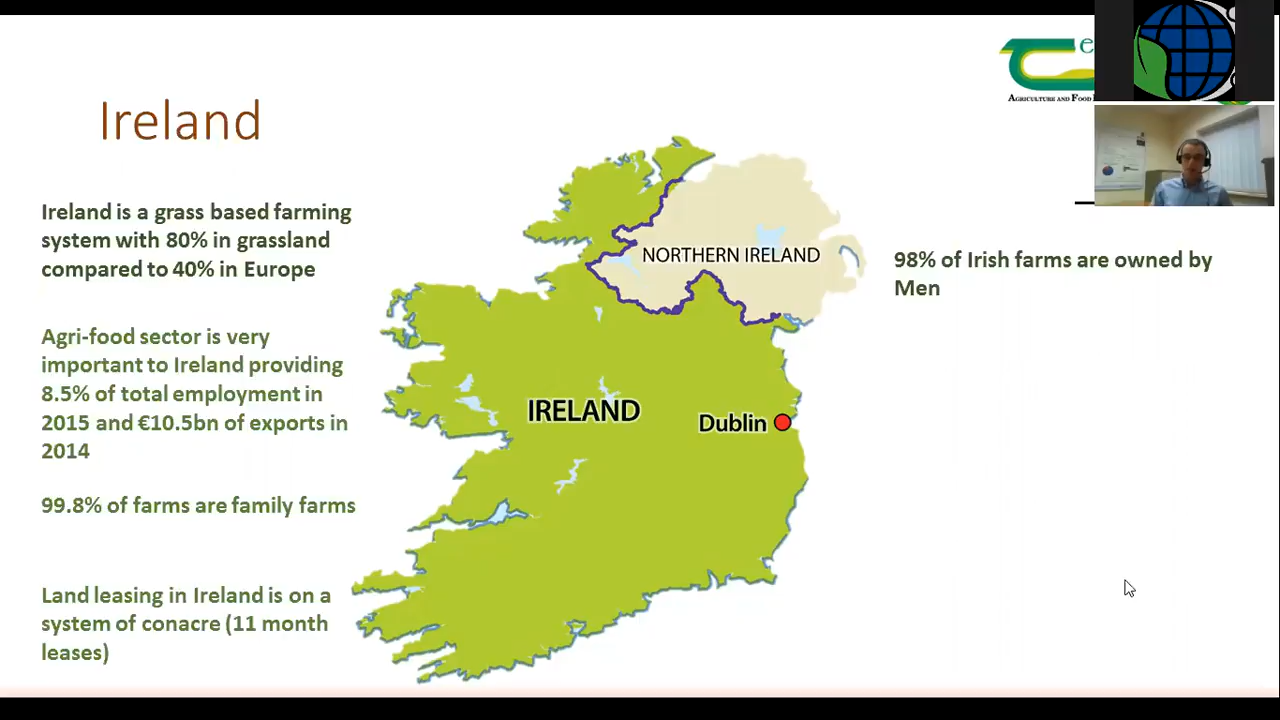 Ireland
Ireland is a grass based farming
system with 80% in grassland
compared to 40% in Europe
Agri-food sector is very
important to Ireland providing
8.5% of total employment in
2015 and €10.5bn of exports in
2014
99.8% of farms are family farms
Land leasing in Ireland is on a
system of conacre (11 month
leases)
NORTHERN IRELAND
IRELAND
Dublin
98% of Irish farms are owned by
Men
AGRICULTURE AND FOOD